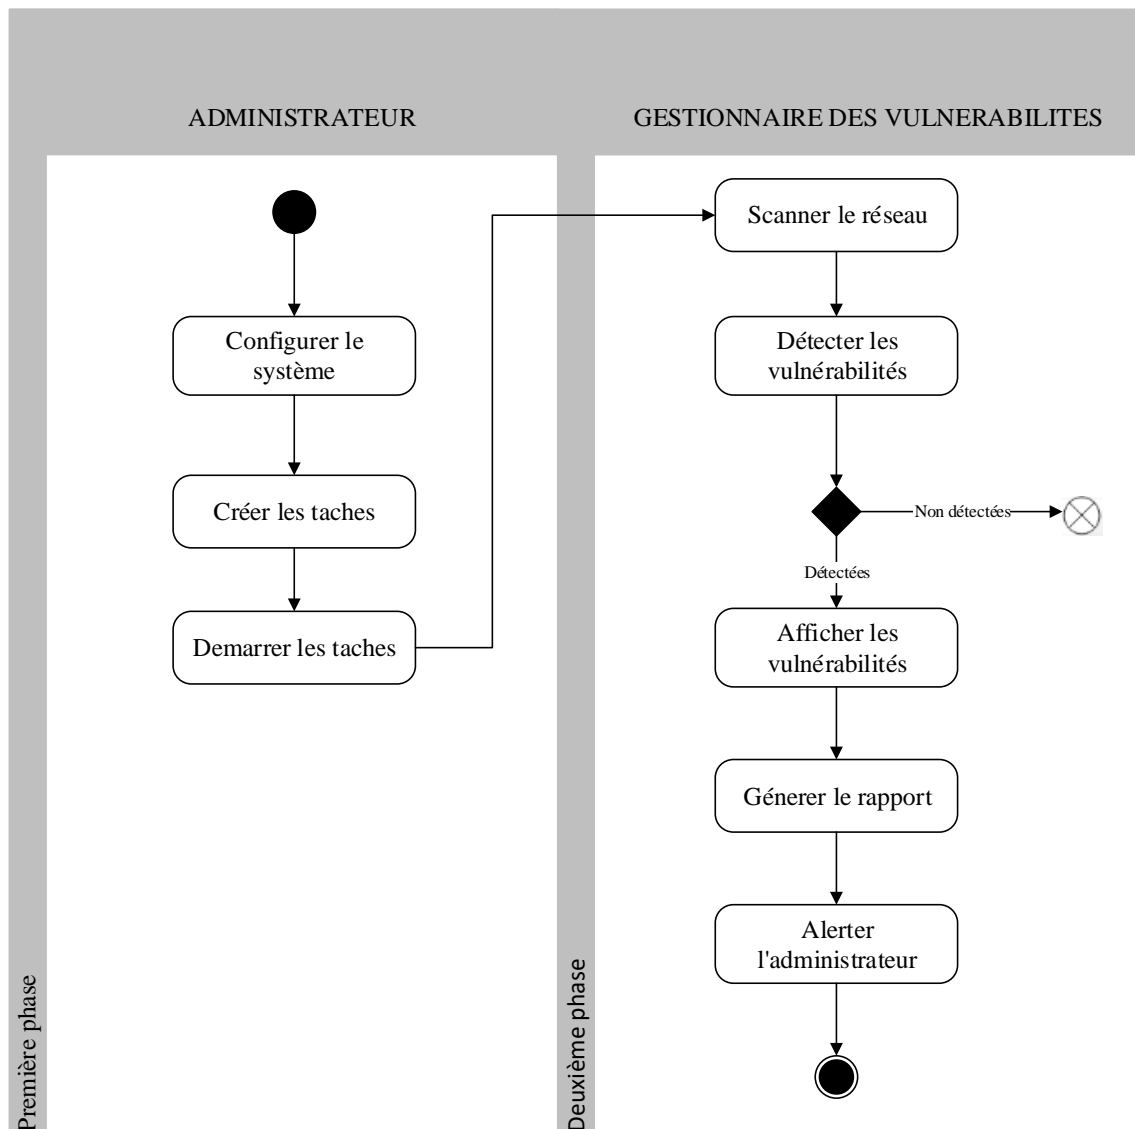 ADMINISTRATEUR
GESTIONNAIRE DES VULNERABILITES
Première phase
Configurer le
système
Créer les taches
Demarrer les taches
Deuxième phase
Scanner le réseau
Détecter les
vulnérabilités
Non détectées
Détectées
Afficher les
vulnérabilités
Génerer le rapport
Alerter
l'administrateur